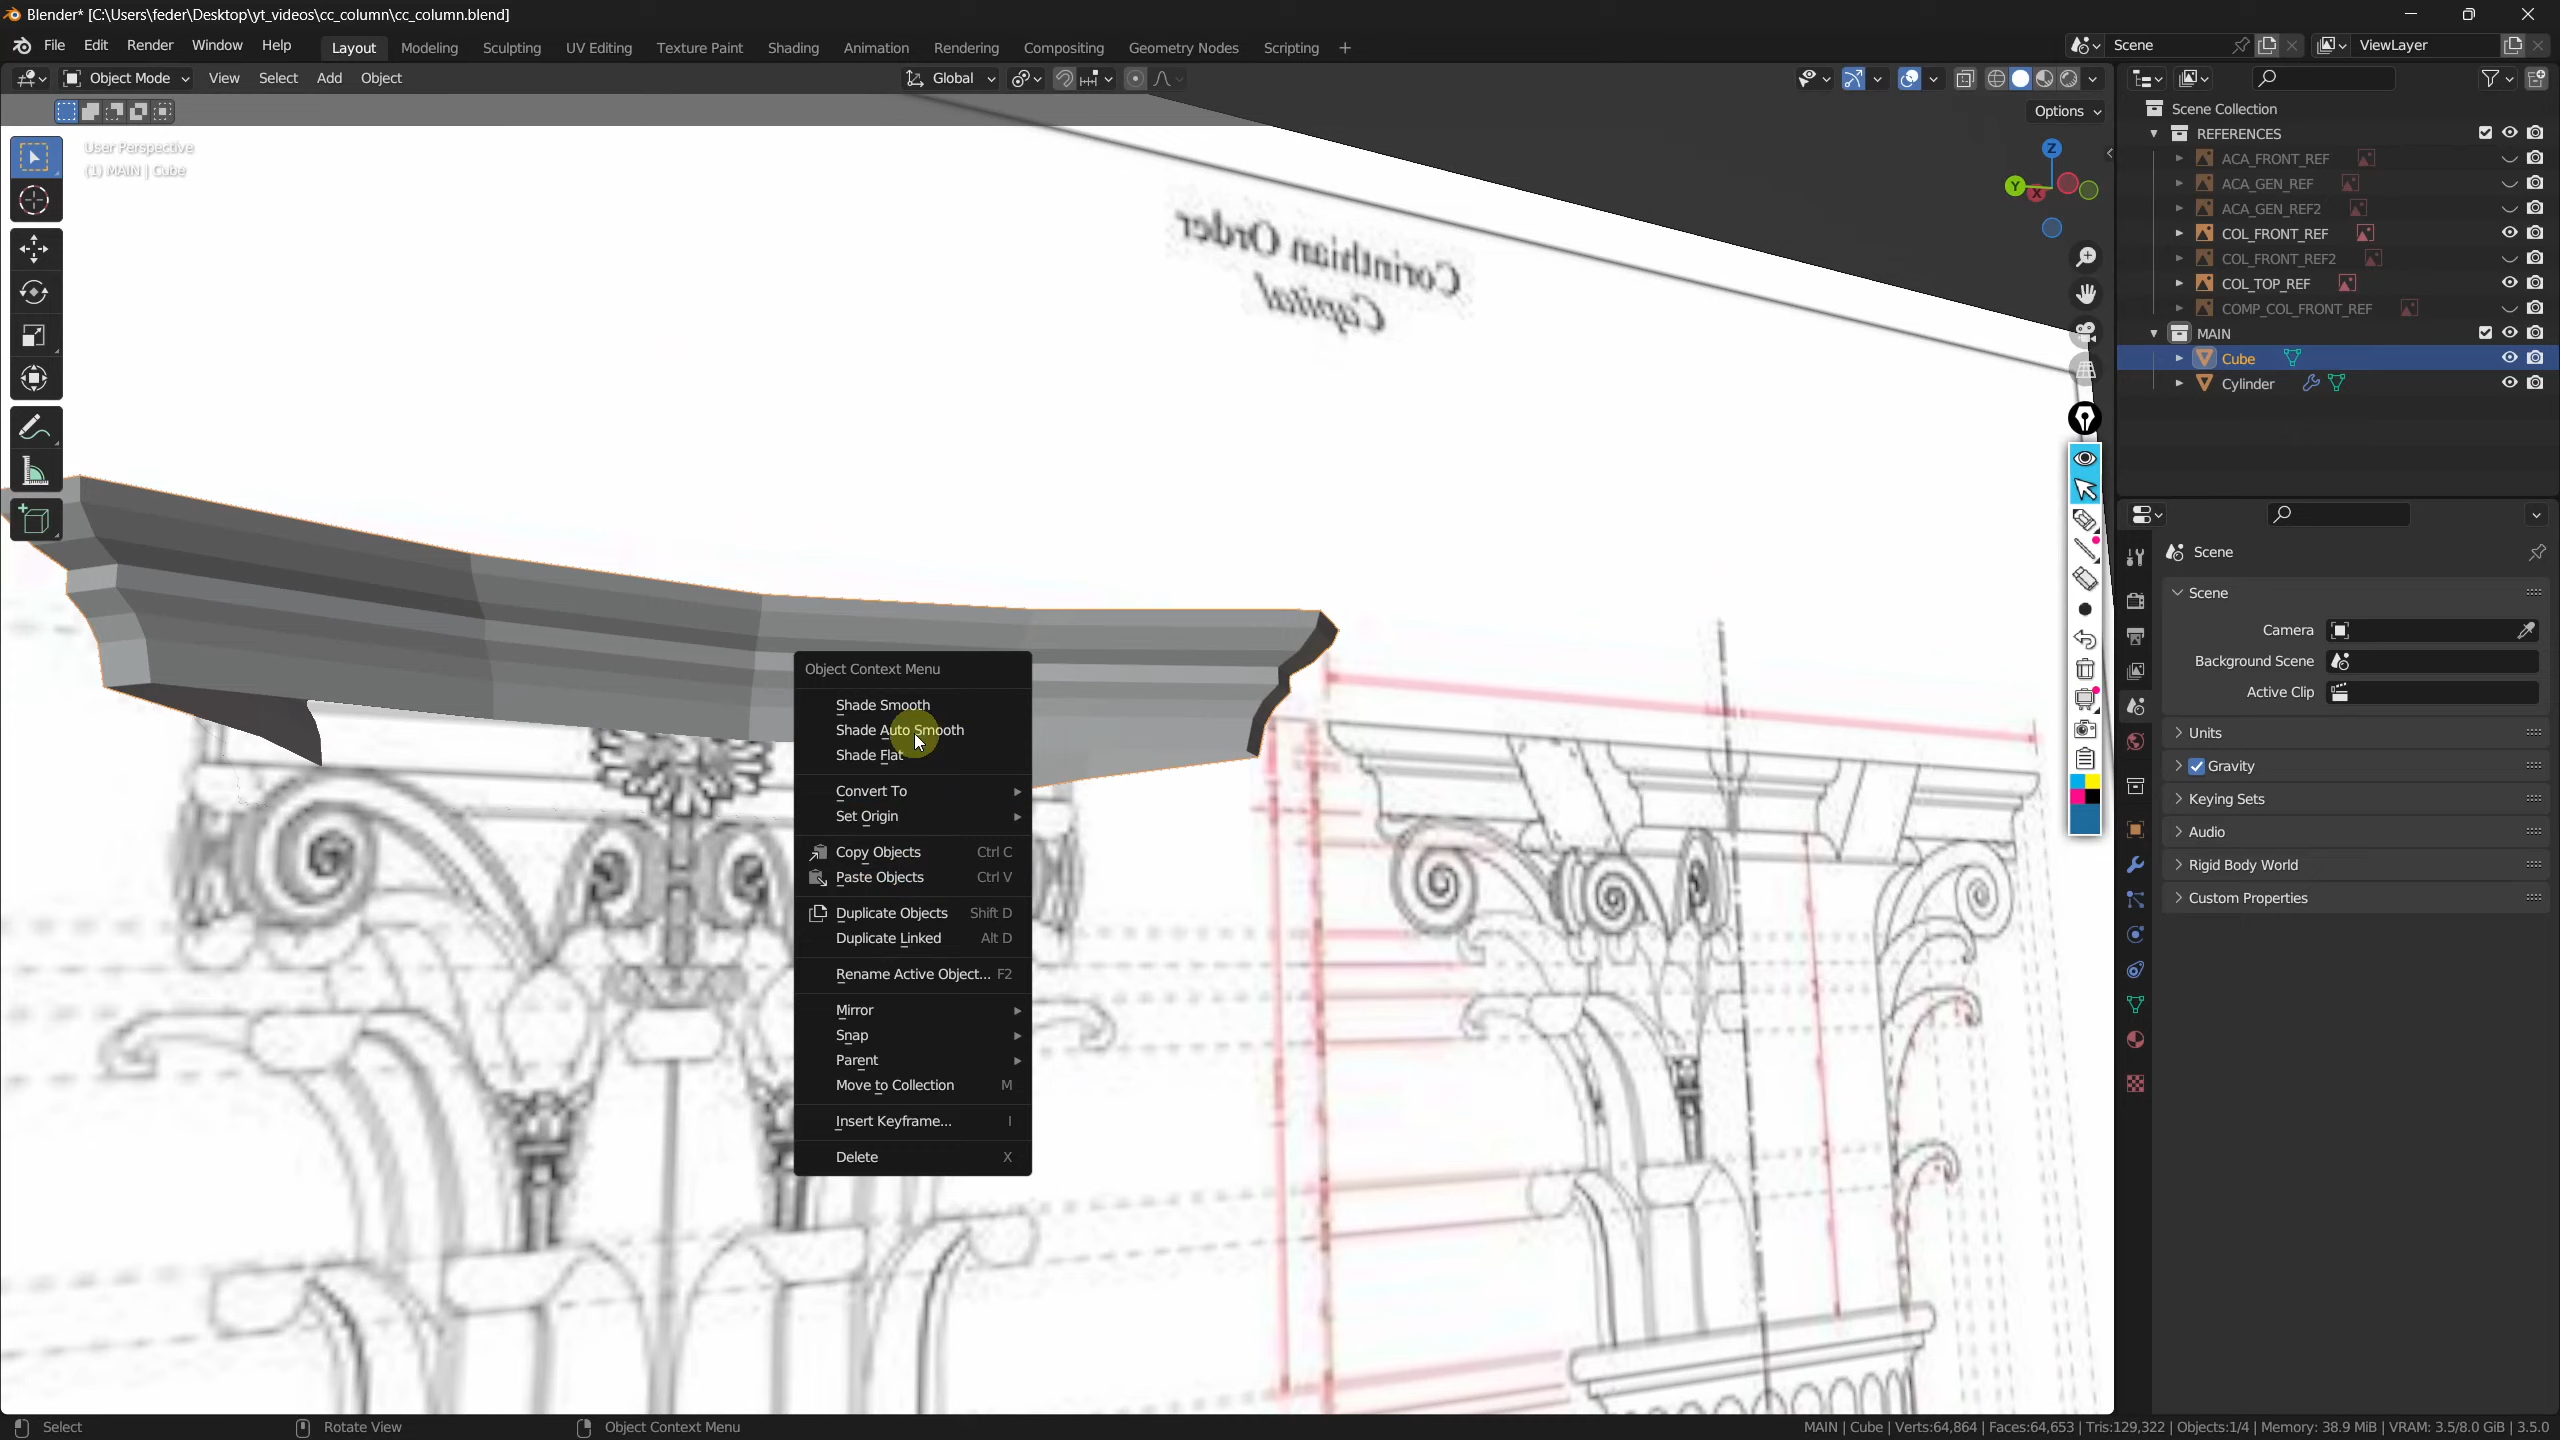 Blender* [C:\Users\feder\Desktop\yt_videos\cc_column\cc_column.blend]
File Edit Render Window Help
Layout Modeling Sculpting UV Editing Texture Paint Shading Animation Rendering Compositing Geometry Nodes Scripting +
Scene
ViewLayer
Object Mode View Select Add Object
Global
Options
User Perspective
(1) MAIN | Cube
Z
Y
X
Corinthian Order
Capital
Object Context Menu
Shade Smooth
Shade Auto Smooth
Shade Flat
Convert To
Set Origin
Copy Objects Ctrl C
Paste Objects Ctrl V
Duplicate Objects Shift D
Duplicate Linked Alt D
Rename Active Object... F2
Mirror
Snap
Parent
Move to Collection M
Insert Keyframe... I
Delete X
Scene Collection
REFERENCES
ACA_FRONT_REF
ACA_GEN_REF
ACA_GEN_REF2
COL_FRONT_REF
COL_FRONT_REF2
COL_TOP_REF
COMP_COL_FRONT_REF
MAIN
Cube
Cylinder
Scene
Scene
Camera
Background Scene
Active Clip
Units
Gravity
Keying Sets
Audio
Rigid Body World
Custom Properties
Select
Rotate View
Object Context Menu
MAIN | Cube | Verts:64,864 | Faces:64,653 | Tris:129,322 | Objects:1/4 | Memory: 38.9 MiB | VRAM: 3.5/8.0 GiB | 3.5.0